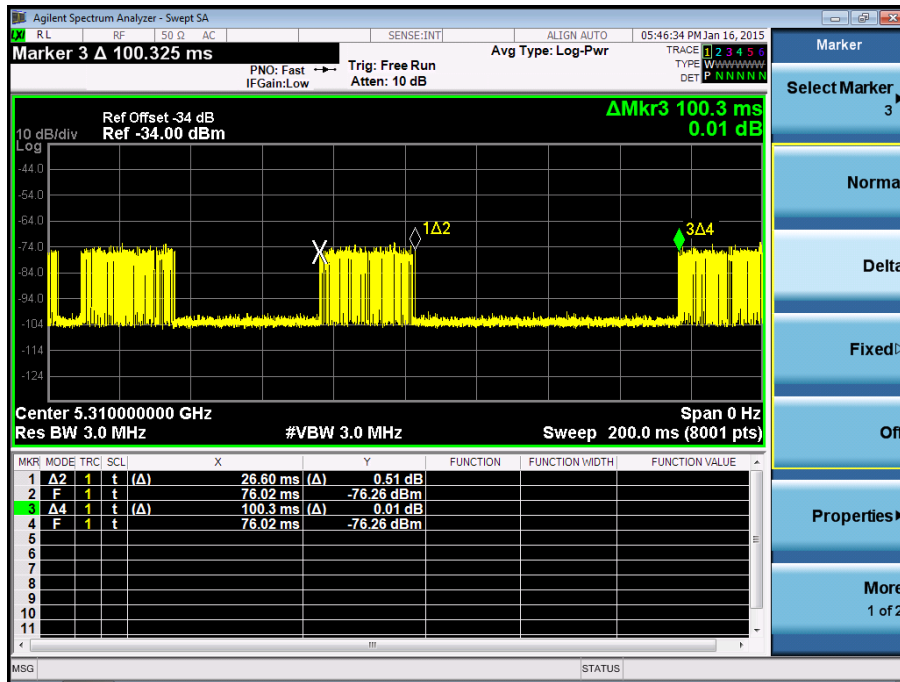 Agilent Spectrum Analyzer - Swept SA
LXI RL RF 50 Ω AC SENSE:INT ALIGN AUTO 05:46:34 PM Jan 16, 2015
Marker 3 Δ 100.325 ms
PNO: Fast
IFGain:Low
Trig: Free Run
Atten: 10 dB
Avg Type: Log-Pwr
TRACE 1 2 3 4 5 6
TYPE W
DET P N N N N N
ΔMkr3 100.3 ms
0.01 dB
Ref Offset -34 dB
10 dB/div Ref -34.00 dBm
Log
-44.0
-54.0
-64.0
-74.0
-84.0
-94.0
-104
-114
-124
X
1Δ2
3Δ4
Center 5.310000000 GHz Span 0 Hz
Res BW 3.0 MHz #VBW 3.0 MHz Sweep 200.0 ms (8001 pts)
MKR MODE TRC SCL X Y FUNCTION FUNCTION WIDTH FUNCTION VALUE
1 Δ2 1 t (Δ) 26.60 ms (Δ) 0.51 dB
2 F 1 t 76.02 ms -76.26 dBm
3 Δ4 1 t (Δ) 100.3 ms (Δ) 0.01 dB
4 F 1 t 76.02 ms -76.26 dBm
5
6
7
8
9
10
11
MSG STATUS
Marker
Select Marker
3
Norma
Delta
Fixed
Off
Properties
More
1 of 2